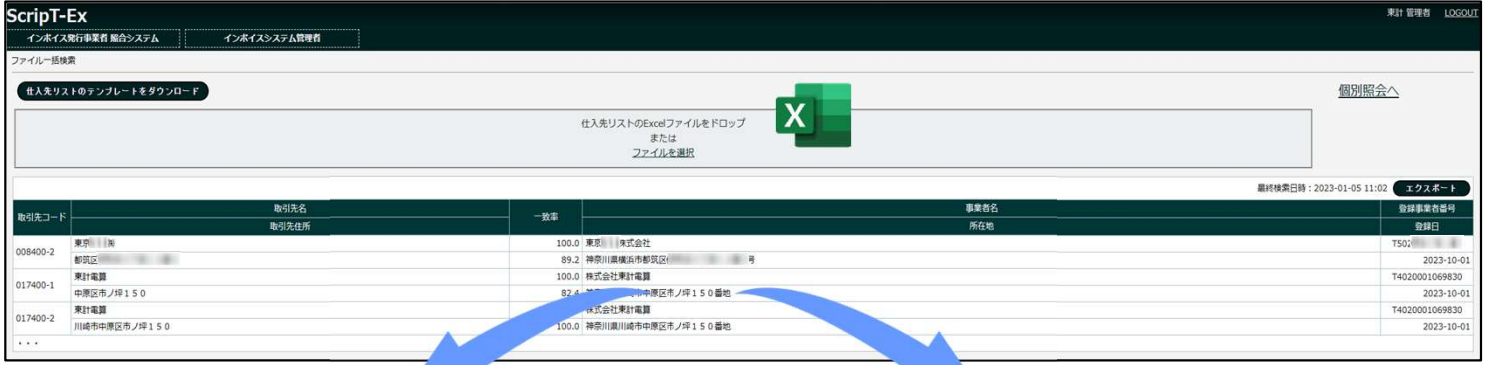 ScripT-Ex
東計 管理者 LOGOUT
インボイス発行事業者 照合システム インボイスシステム管理者
ファイル一括検索
仕入先リストのテンプレートをダウンロード
個別照会へ
仕入先リストのExcelファイルをドロップ
または
ファイルを選択
X
最終検索日時：2023-01-05 11:02 エクスポート
取引先コード 取引先名 一致率 事業者名 登録事業者番号
取引先住所 所在地 登録日
008400-2 東京 ㈱ 100.0 東京 株式会社 T502
都筑区 89.2 神奈川県横浜市都筑区 号 2023-10-01
017400-1 東計電算 100.0 株式会社東計電算 T4020001069830
中原区市ノ坪１５０ 82.4 中原区市ノ坪１５０番地 2023-10-01
017400-2 東計電算 株式会社東計電算 T4020001069830
川崎市中原区市ノ坪１５０ 100.0 神奈川県川崎市中原区市ノ坪１５０番地 2023-10-01
・・・